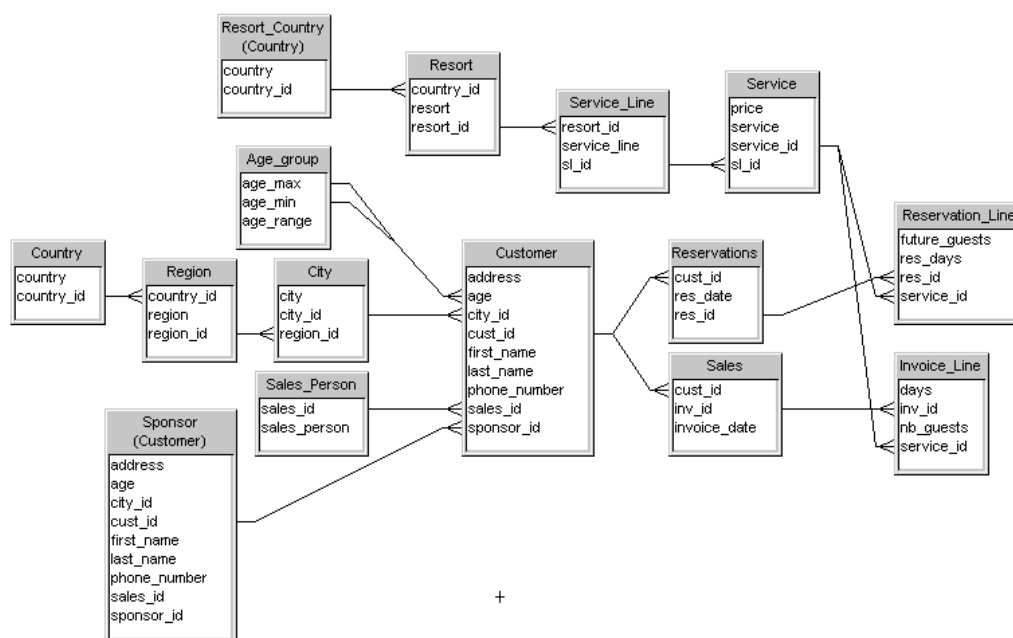 Resort_Country
(Country)
country
country_id
Resort
country_id
resort
resort_id
Service_Line
resort_id
service_line
sl_id
Service
price
service
service_id
sl_id
Age_group
age_max
age_min
age_range
Reservation_Line
future_guests
res_days
res_id
service_id
Country
country
country_id
Region
country_id
region
region_id
City
city
city_id
region_id
Customer
address
age
city_id
cust_id
first_name
last_name
phone_number
sales_id
sponsor_id
Reservations
cust_id
res_date
res_id
Sales
cust_id
inv_id
invoice_date
Invoice_Line
days
inv_id
nb_guests
service_id
Sales_Person
sales_id
sales_person
Sponsor
(Customer)
address
age
city_id
cust_id
first_name
last_name
phone_number
sales_id
sponsor_id